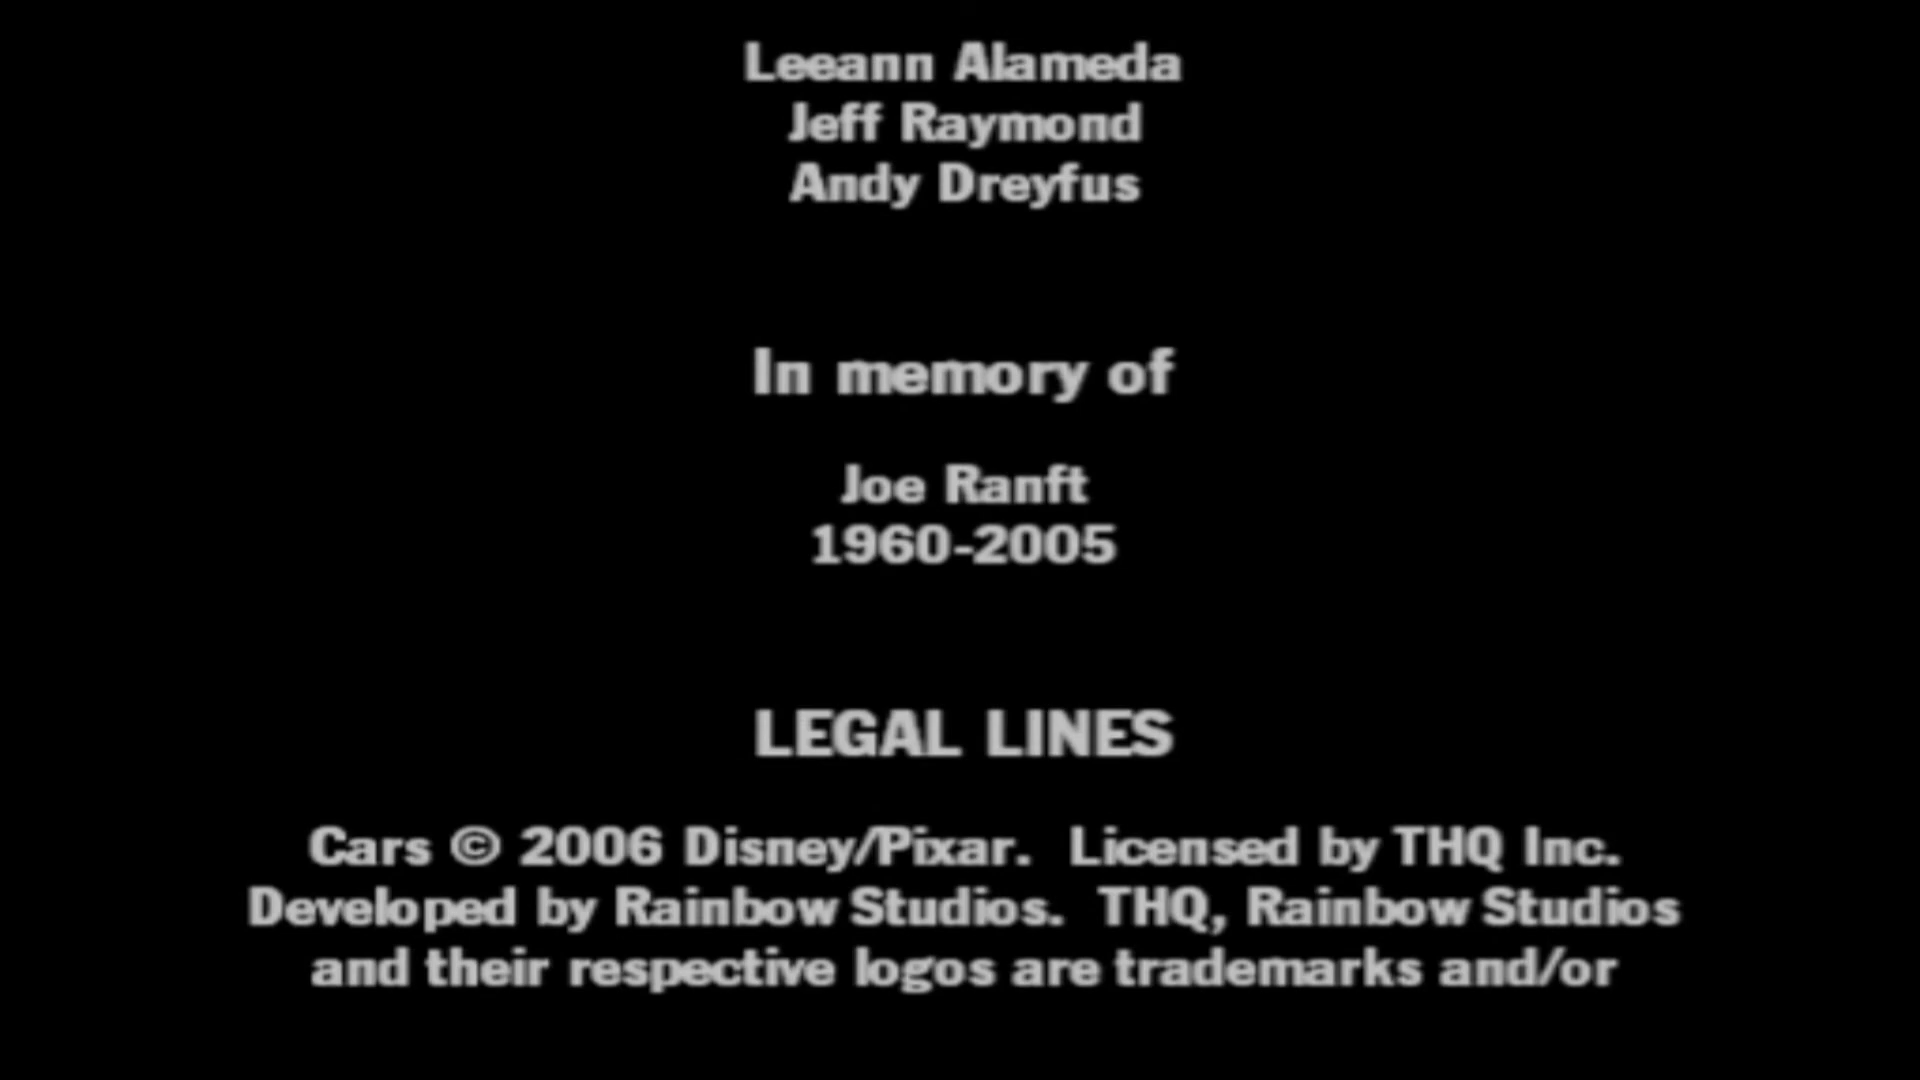 Leeann Alameda
Jeff Raymond
Andy Dreyfus
In memory of
Joe Ranft
1960-2005
LEGAL LINES
Cars © 2006 Disney/Pixar. Licensed by THQ Inc.
Developed by Rainbow Studios. THQ, Rainbow Studios
and their respective logos are trademarks and/or